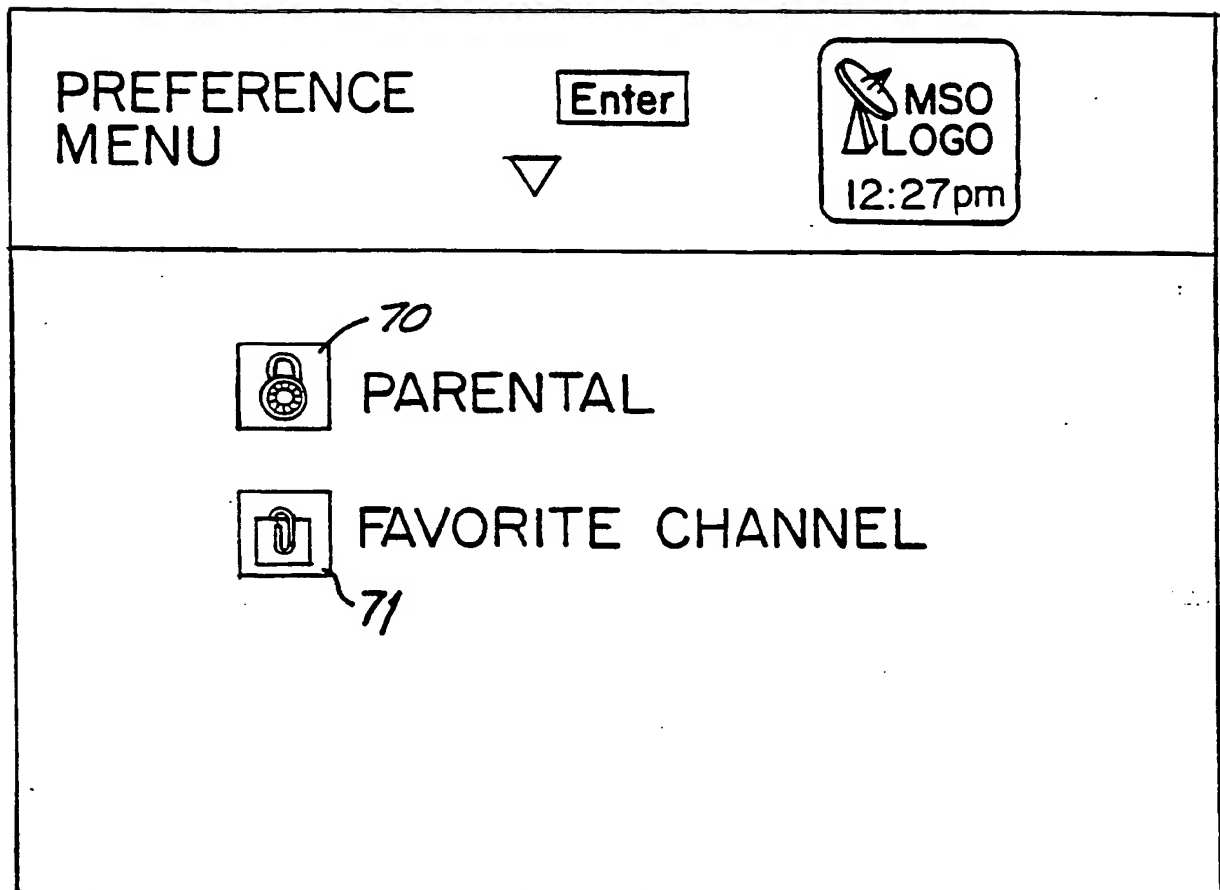 PREFERENCE
MENU
Enter
MSO
LOGO
12:27pm
70
PARENTAL
FAVORITE CHANNEL
71